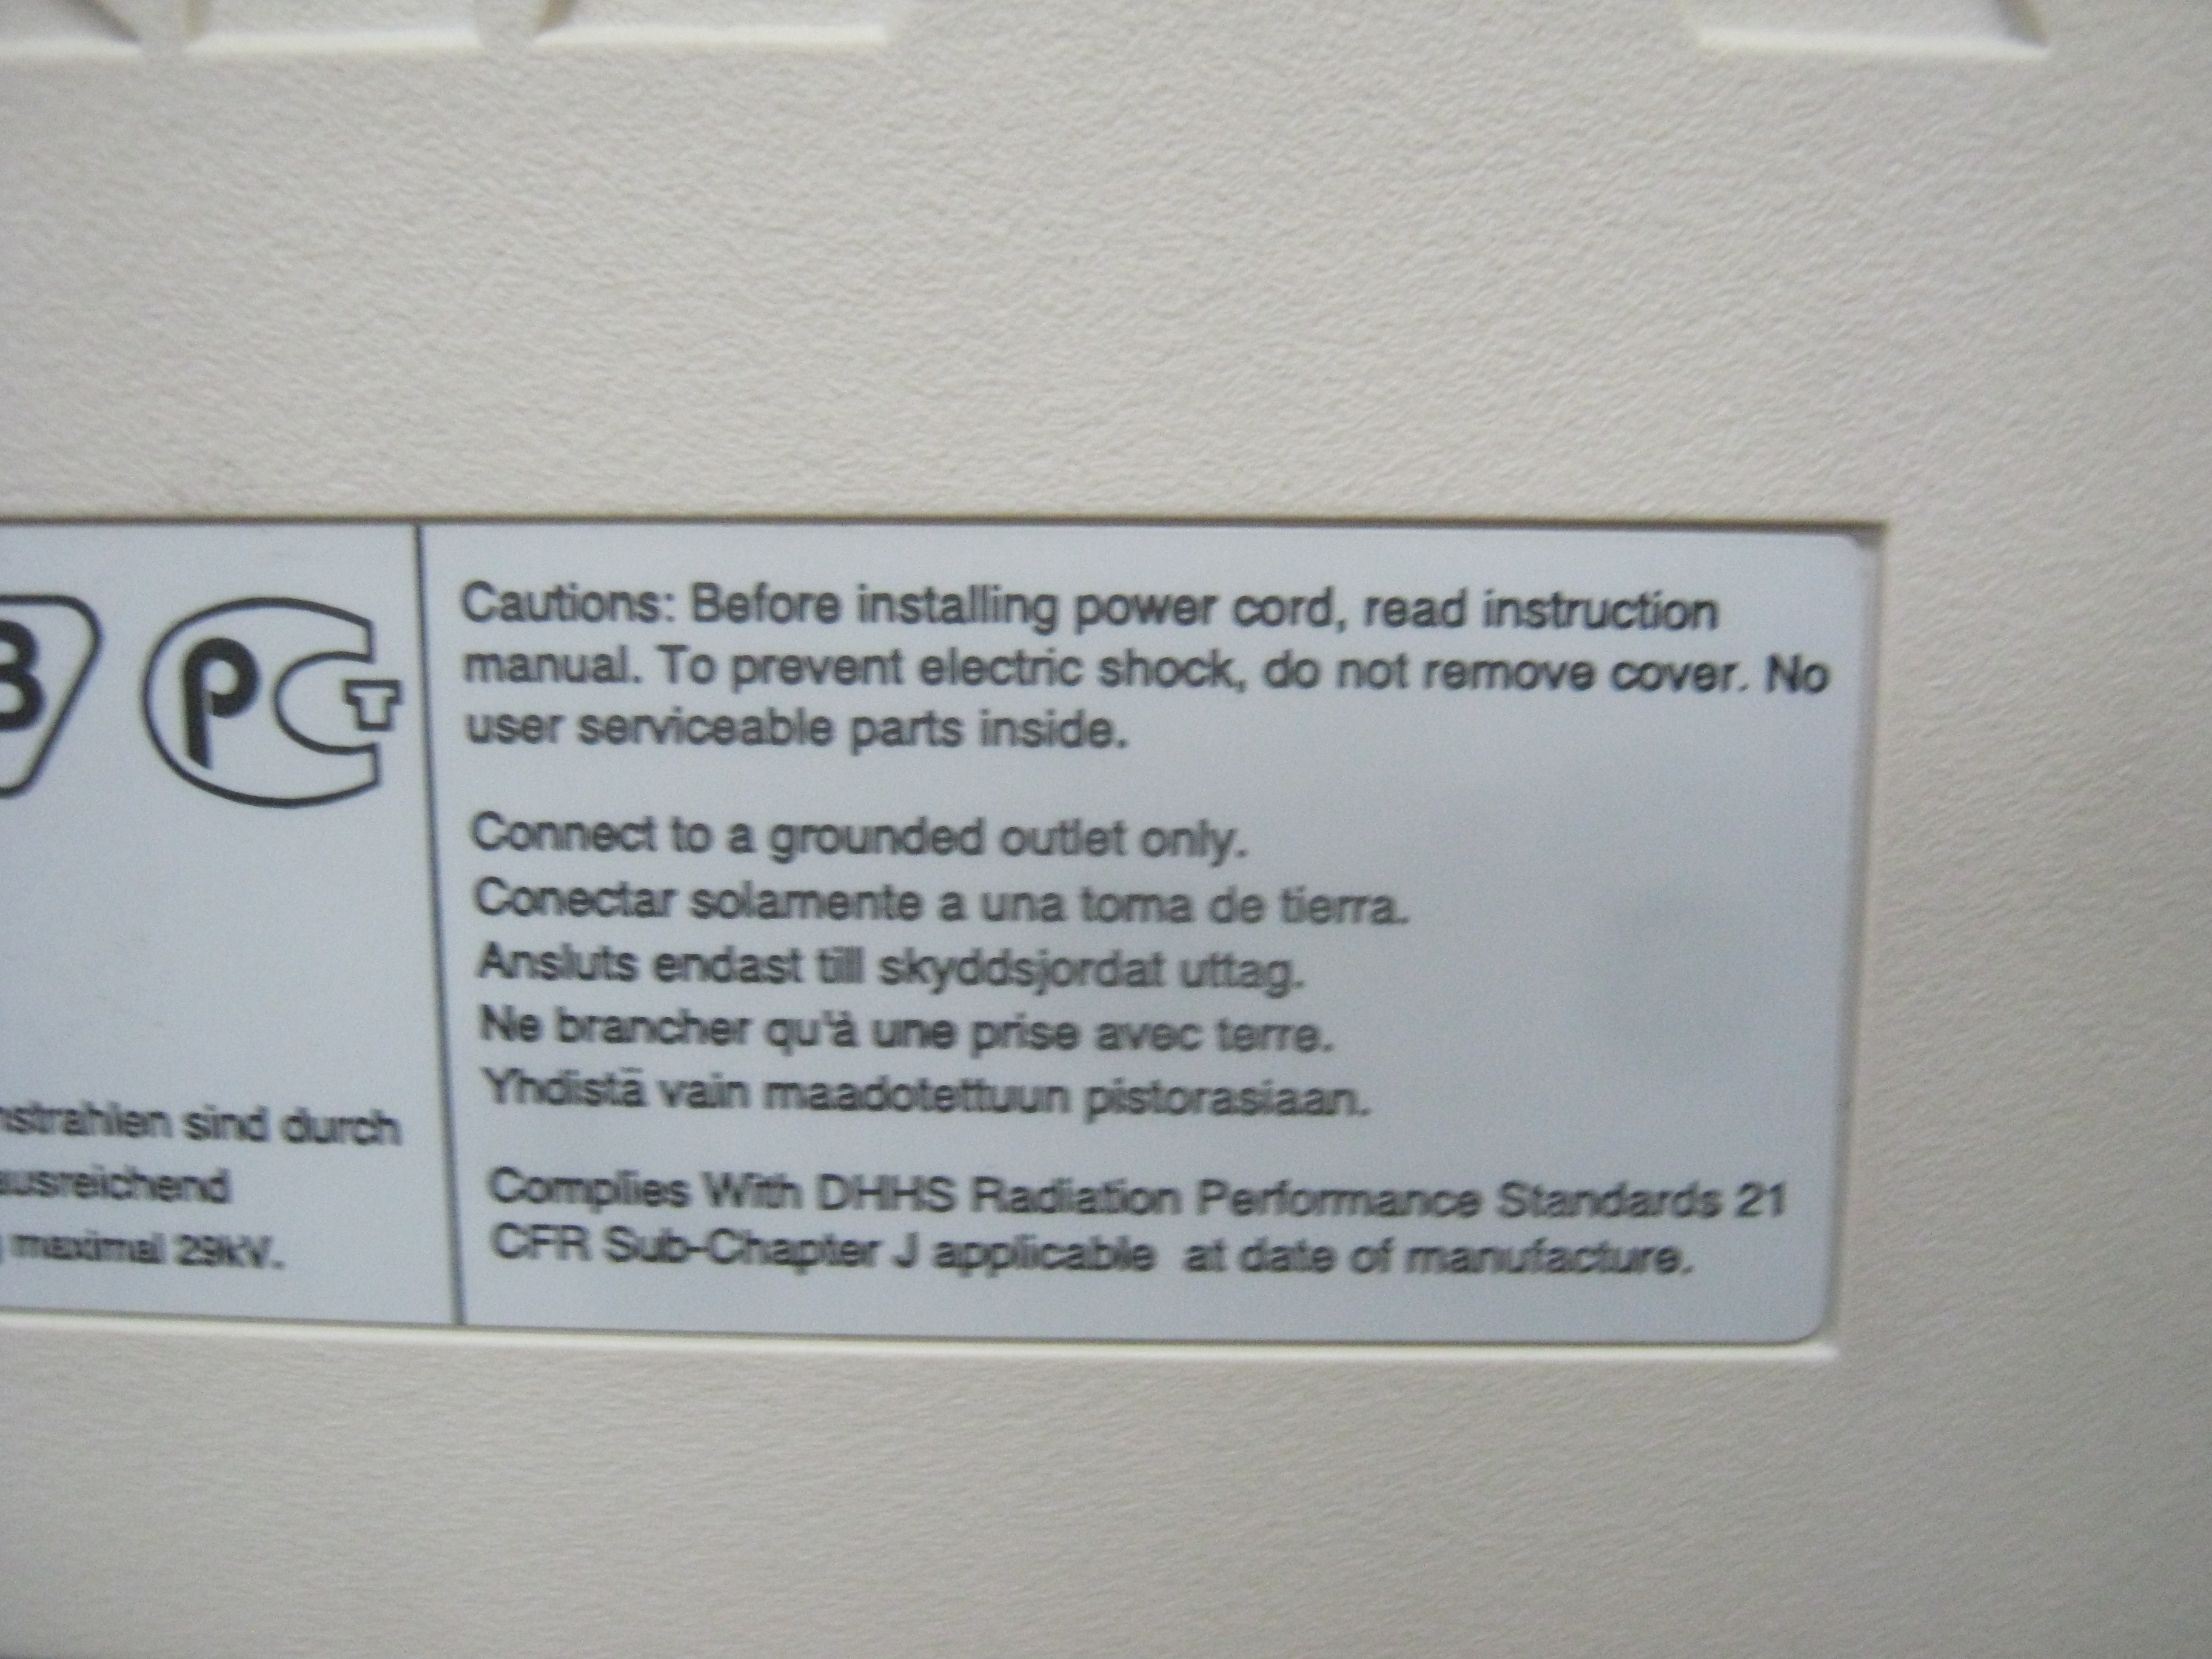 B
PCT
Cautions: Before installing power cord, read instruction
manual. To prevent electric shock, do not remove cover. No
user serviceable parts inside.
Connect to a grounded outlet only.
Conectar solamente a una toma de tierra.
Ansluts endast till skyddsjordat uttag.
Ne brancher qu'à une prise avec terre.
Yhdistä vain maadotettuun pistorasiaan.
Complies With DHHS Radiation Performance Standards 21
CFR Sub-Chapter J applicable at date of manufacture.
nstrahlen sind durch
ausreichend
maximal 29kV.